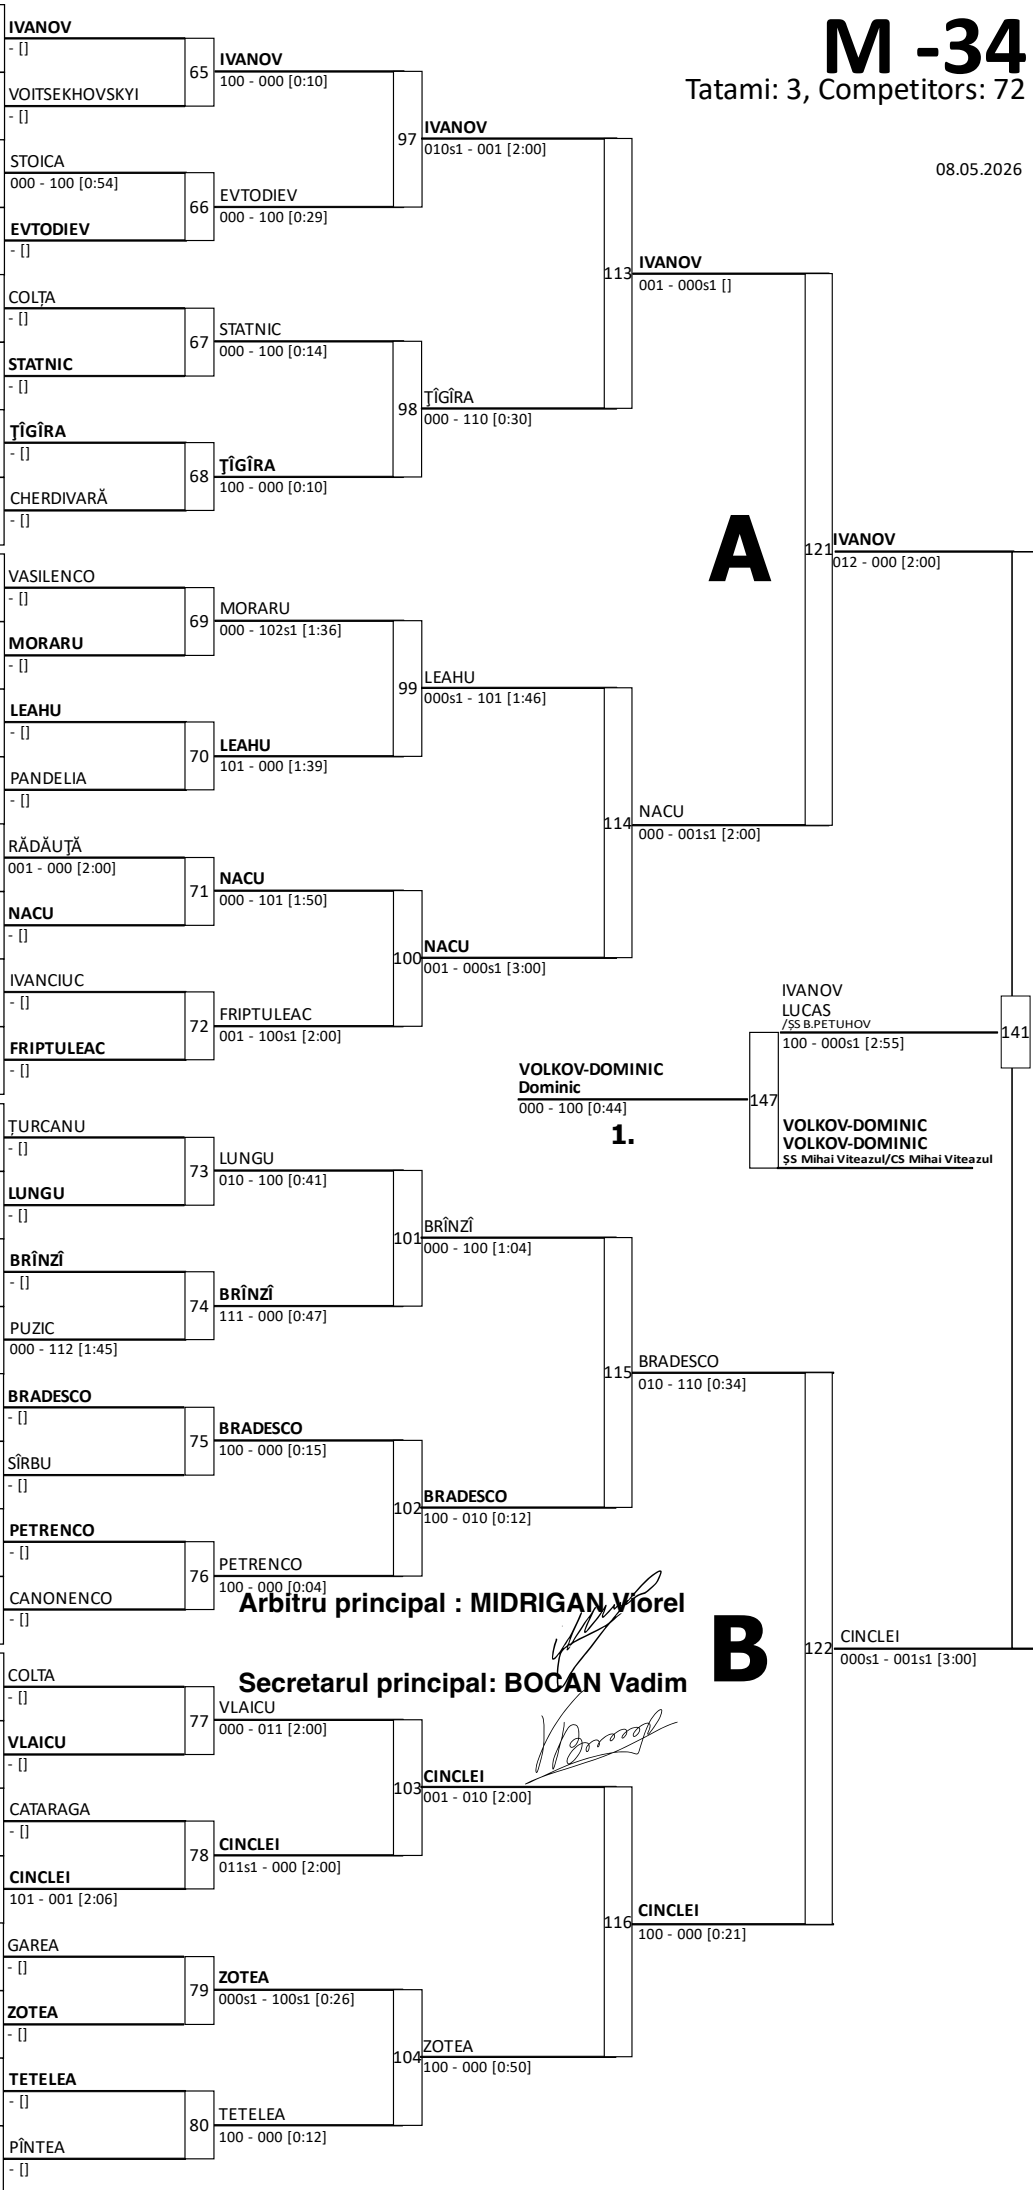 M -34
Tatami: 3, Competitors: 72
08.05.2026
IVANOV
- []
65
VOITSEKHOVSKYI
- []
IVANOV
100 - 000 [0:10]
STOICA
000 - 100 [0:54]
66
EVTODIEV
- []
EVTODIEV
000 - 100 [0:29]
97
IVANOV
010s1 - 001 [2:00]
COLȚA
- []
67
STATNIC
- []
STATNIC
000 - 100 [0:14]
ŢÎGÎRA
- []
68
CHERDIVARĂ
- []
ŢÎGÎRA
100 - 000 [0:10]
98
ŢÎGÎRA
000 - 110 [0:30]
113
IVANOV
001 - 000s1 []
VASILENCO
- []
69
MORARU
- []
MORARU
000 - 102s1 [1:36]
LEAHU
- []
70
PANDELIA
- []
LEAHU
101 - 000 [1:39]
99
LEAHU
000s1 - 101 [1:46]
RĂDĂUŢĂ
001 - 000 [2:00]
71
NACU
- []
NACU
000 - 101 [1:50]
IVANCIUC
- []
72
FRIPTULEAC
- []
FRIPTULEAC
001 - 100s1 [2:00]
100
NACU
001 - 000s1 [3:00]
114
NACU
000 - 001s1 [2:00]
A
121
IVANOV
012 - 000 [2:00]
IVANOV
LUCAS
/ȘS B.PETUHOV
100 - 000s1 [2:55]
141
VOLKOV-DOMINIC
Dominic
000 - 100 [0:44]
1.
147
VOLKOV-DOMINIC
VOLKOV-DOMINIC
ȘS Mihai Viteazul/CS Mihai Viteazul
ȚURCANU
- []
73
LUNGU
- []
LUNGU
010 - 100 [0:41]
BRÎNZÎ
- []
74
PUZIC
000 - 112 [1:45]
BRÎNZÎ
111 - 000 [0:47]
101
BRÎNZÎ
000 - 100 [1:04]
BRADESCO
- []
75
SÎRBU
- []
BRADESCO
100 - 000 [0:15]
PETRENCO
- []
76
CANONENCO
- []
PETRENCO
100 - 000 [0:04]
102
BRADESCO
100 - 010 [0:12]
115
BRADESCO
010 - 110 [0:34]
Arbitru principal : MIDRIGAN Viorel
Secretarul principal: BOCAN Vadim
B
122
CINCLEI
000s1 - 001s1 [3:00]
COLTA
- []
77
VLAICU
- []
VLAICU
000 - 011 [2:00]
CATARAGA
- []
78
CINCLEI
101 - 001 [2:06]
CINCLEI
011s1 - 000 [2:00]
103
CINCLEI
001 - 010 [2:00]
GAREA
- []
79
ZOTEA
- []
ZOTEA
000s1 - 100s1 [0:26]
TETELEA
- []
80
PÎNTEA
- []
TETELEA
100 - 000 [0:12]
104
ZOTEA
100 - 000 [0:50]
116
CINCLEI
100 - 000 [0:21]